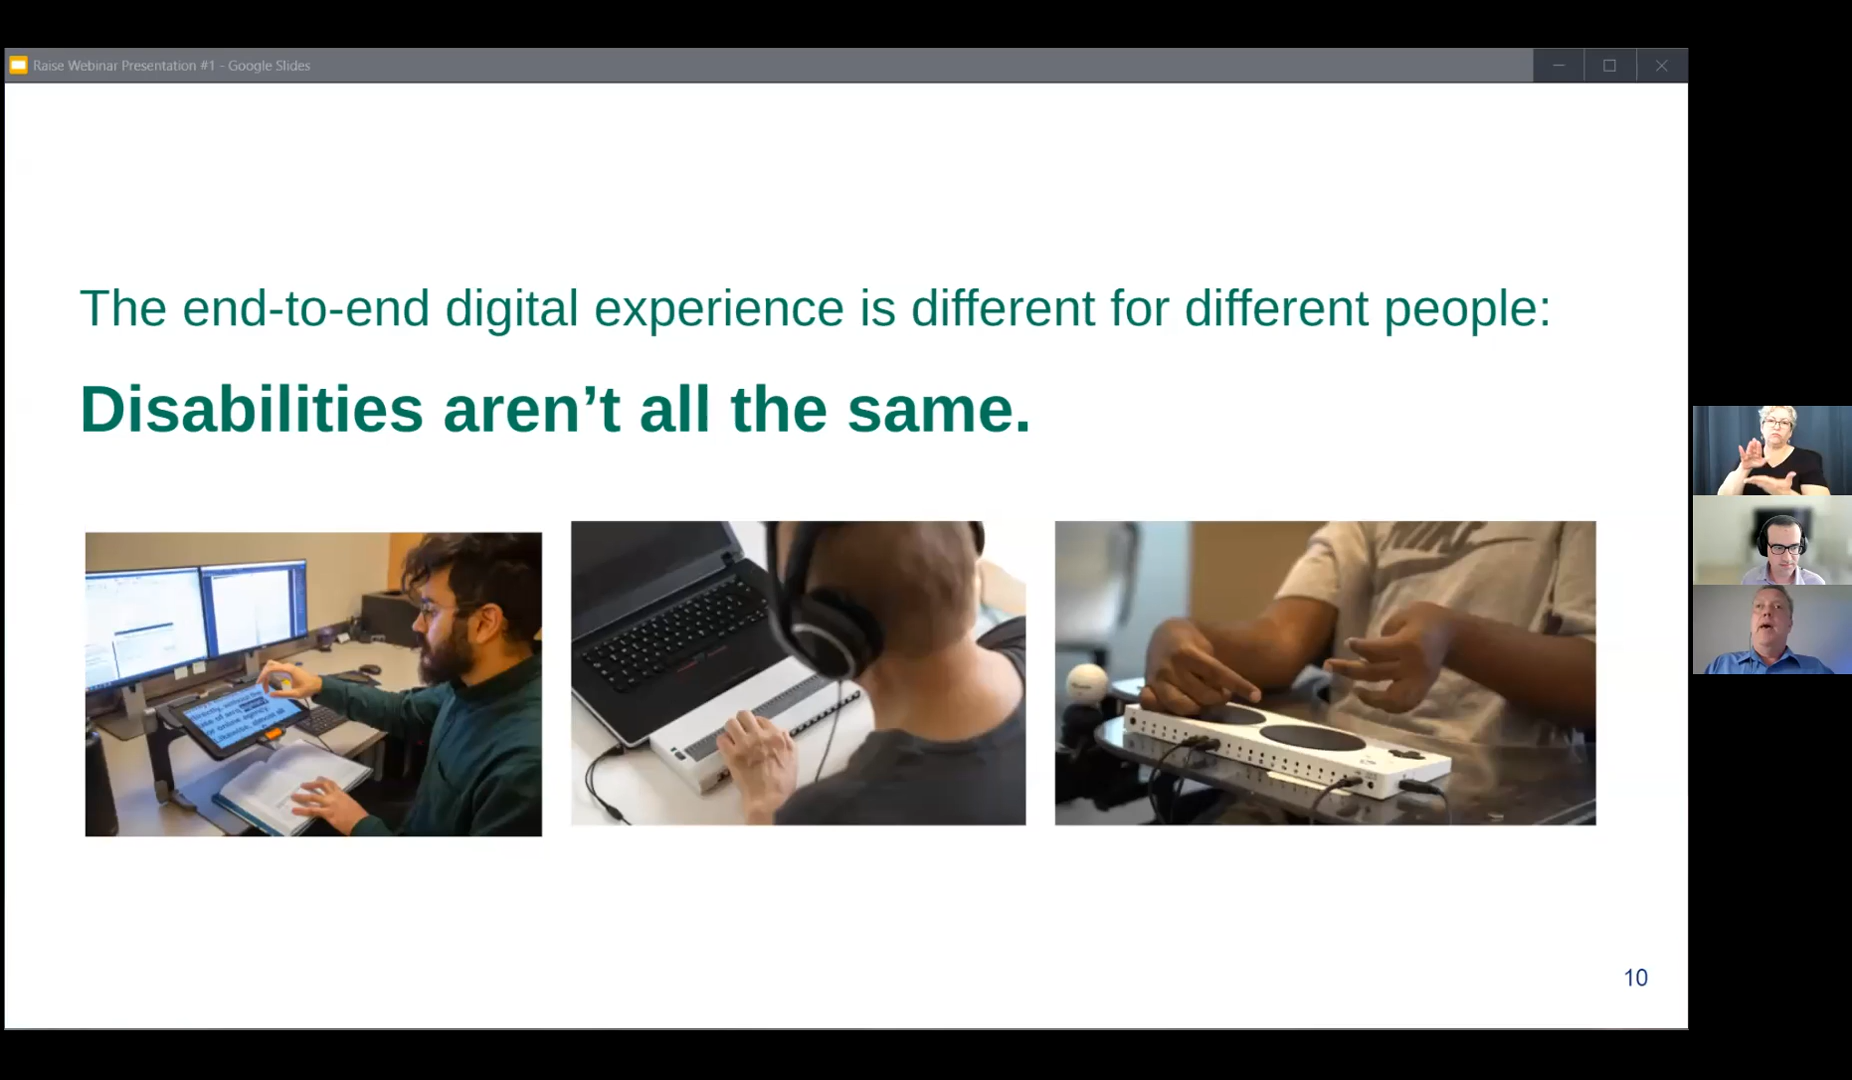 Raise Webinar Presentation #1 - Google Slides
The end-to-end digital experience is different for different people:
Disabilities aren’t all the same.
10